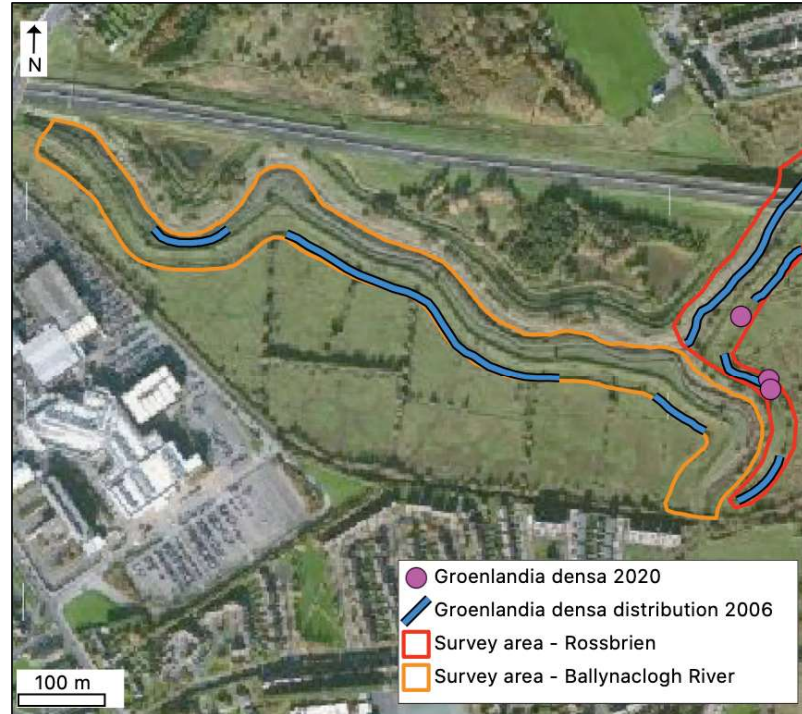 N
Groenlandia densa 2020
Groenlandia densa distribution 2006
Survey area - Rossbrien
Survey area - Ballynaclogh River
100 m